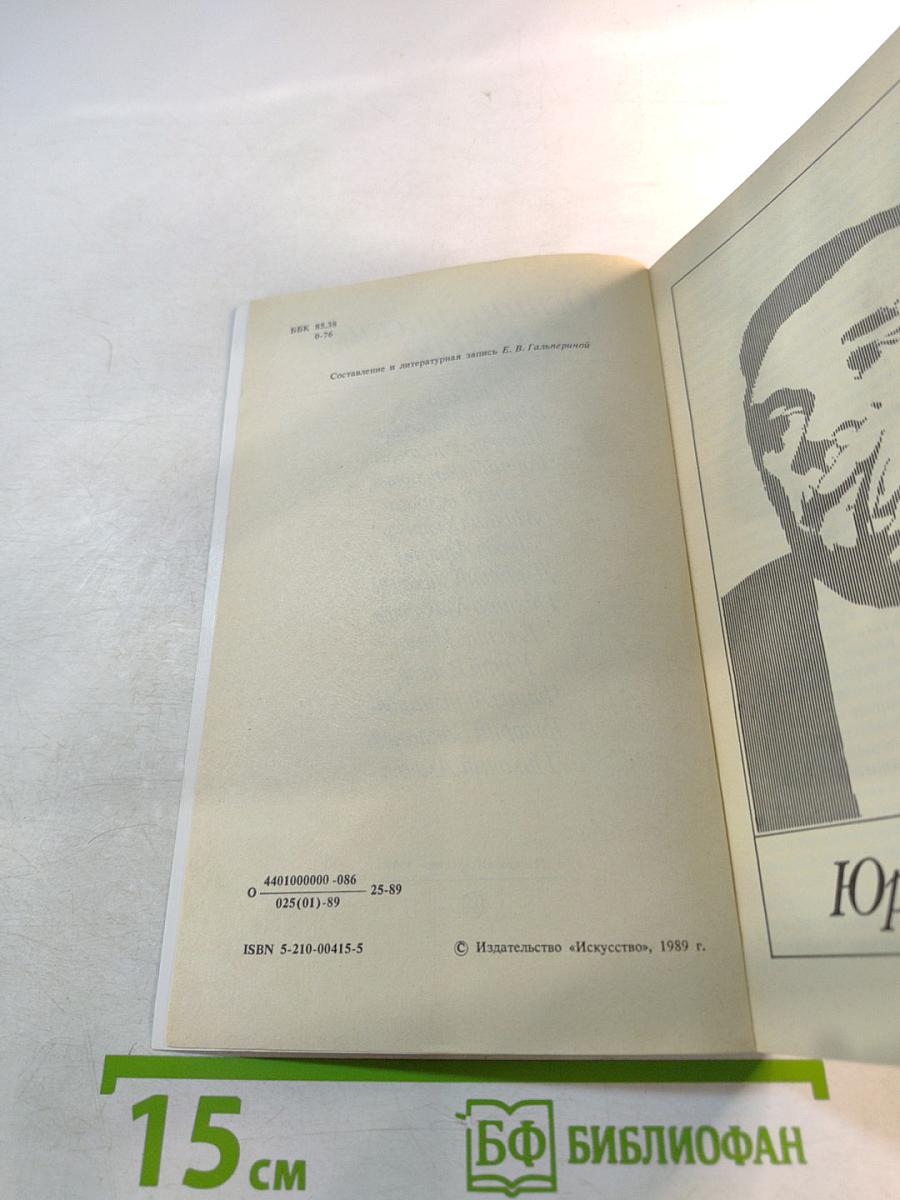 ББК 85.38
0-76
Составление и литературная запись Е. В. Гальпериной
О 4401000000 -086 25-89
025(01)-89
ISBN 5-210-00415-5
© Издательство «Искусство», 1989 г.
Юр
15 см
БФ БИБЛИОФАН